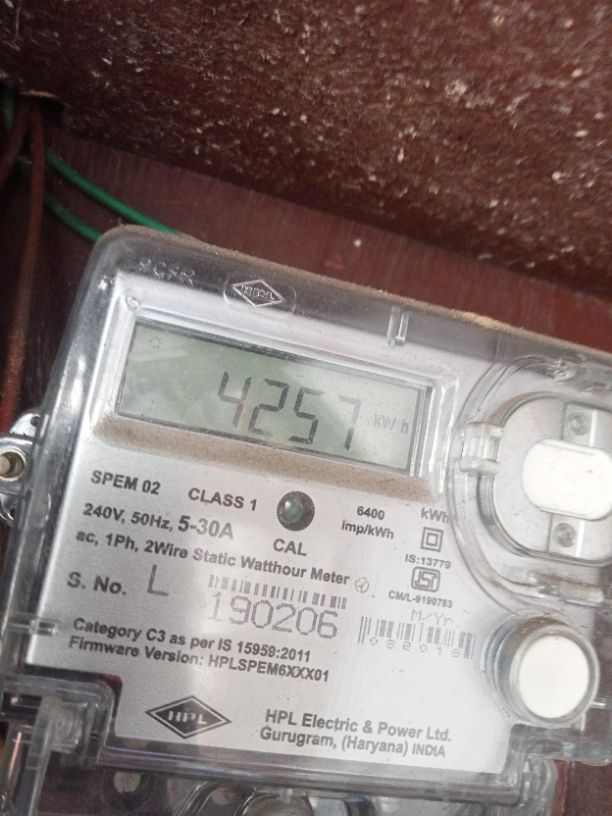 4257 kWh
SPEM 02 CLASS 1 6400 kWh
240V, 50Hz, 5-30A CAL imp/kWh
ac, 1Ph, 2Wire Static Watthour Meter
IS:13779
CM/L-9190783
S. No. L 190206
M/Yr
082018
Category C3 as per IS 15959:2011
Firmware Version: HPLSPEM6XXX01
HPL
HPL Electric & Power Ltd.
Gurugram, (Haryana) INDIA